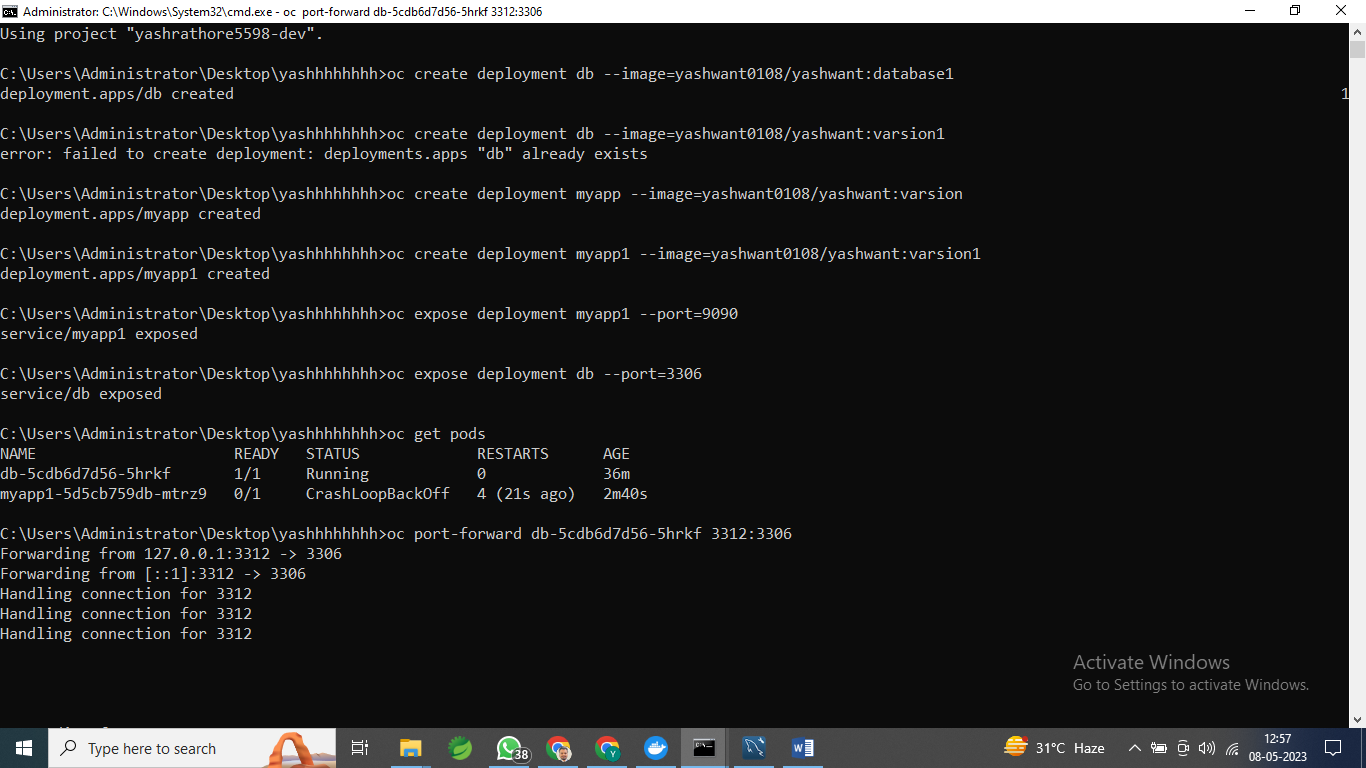 Administrator: C:\Windows\System32\cmd.exe - oc  port-forward db-5cdb6d7d56-5hrkf 3312:3306
Using project "yashrathore5598-dev".
C:\Users\Administrator\Desktop\yashhhhhhhh>oc create deployment db --image=yashwant0108/yashwant:database1
deployment.apps/db created
1
C:\Users\Administrator\Desktop\yashhhhhhhh>oc create deployment db --image=yashwant0108/yashwant:varsion1
error: failed to create deployment: deployments.apps "db" already exists
C:\Users\Administrator\Desktop\yashhhhhhhh>oc create deployment myapp --image=yashwant0108/yashwant:varsion
deployment.apps/myapp created
C:\Users\Administrator\Desktop\yashhhhhhhh>oc create deployment myapp1 --image=yashwant0108/yashwant:varsion1
deployment.apps/myapp1 created
C:\Users\Administrator\Desktop\yashhhhhhhh>oc expose deployment myapp1 --port=9090
service/myapp1 exposed
C:\Users\Administrator\Desktop\yashhhhhhhh>oc expose deployment db --port=3306
service/db exposed
C:\Users\Administrator\Desktop\yashhhhhhhh>oc get pods
NAME                      READY   STATUS             RESTARTS      AGE
db-5cdb6d7d56-5hrkf       1/1     Running            0             36m
myapp1-5d5cb759db-mtrz9   0/1     CrashLoopBackOff   4 (21s ago)   2m40s
C:\Users\Administrator\Desktop\yashhhhhhhh>oc port-forward db-5cdb6d7d56-5hrkf 3312:3306
Forwarding from 127.0.0.1:3312 -> 3306
Forwarding from [::1]:3312 -> 3306
Handling connection for 3312
Handling connection for 3312
Handling connection for 3312
Activate Windows
Go to Settings to activate Windows.
Type here to search
38
31°C Haze
12:57
08-05-2023